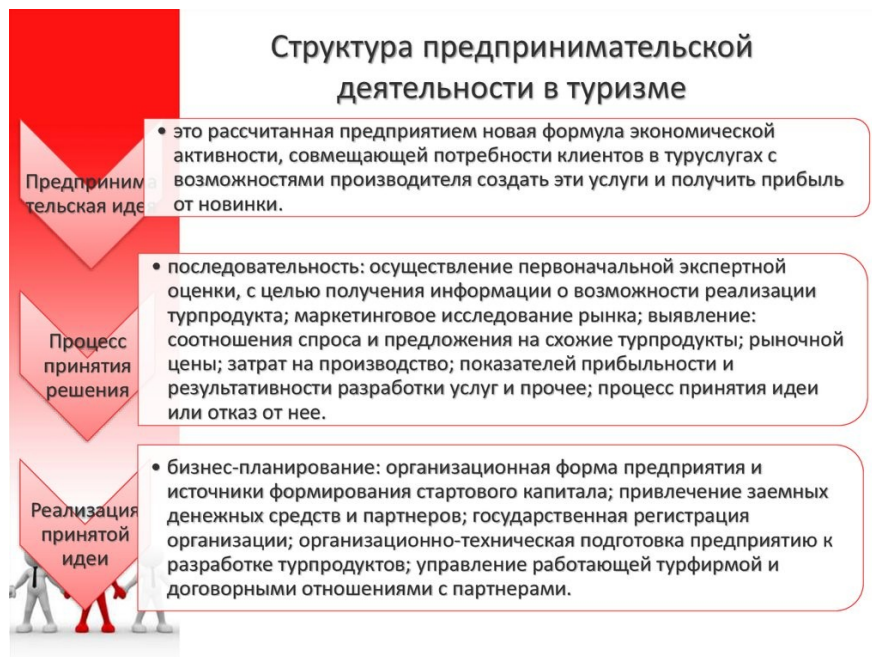 Структура предпринимательской
деятельности в туризме
Предпринима
тельская идея
• это рассчитанная предприятием новая формула экономической
активности, совмещающей потребности клиентов в туруслугах с
возможностями производителя создать эти услуги и получить прибыль
от новинки.
Процесс
принятия
решения
• последовательность: осуществление первоначальной экспертной
оценки, с целью получения информации о возможности реализации
турпродукта; маркетинговое исследование рынка; выявление:
соотношения спроса и предложения на схожие турпродукты; рыночной
цены; затрат на производство; показателей прибыльности и
результативности разработки услуг и прочее; процесс принятия идеи
или отказ от нее.
Реализация
принятой
идеи
• бизнес-планирование: организационная форма предприятия и
источники формирования стартового капитала; привлечение заемных
денежных средств и партнеров; государственная регистрация
организации; организационно-техническая подготовка предприятию к
разработке турпродуктов; управление работающей турфирмой и
договорными отношениями с партнерами.